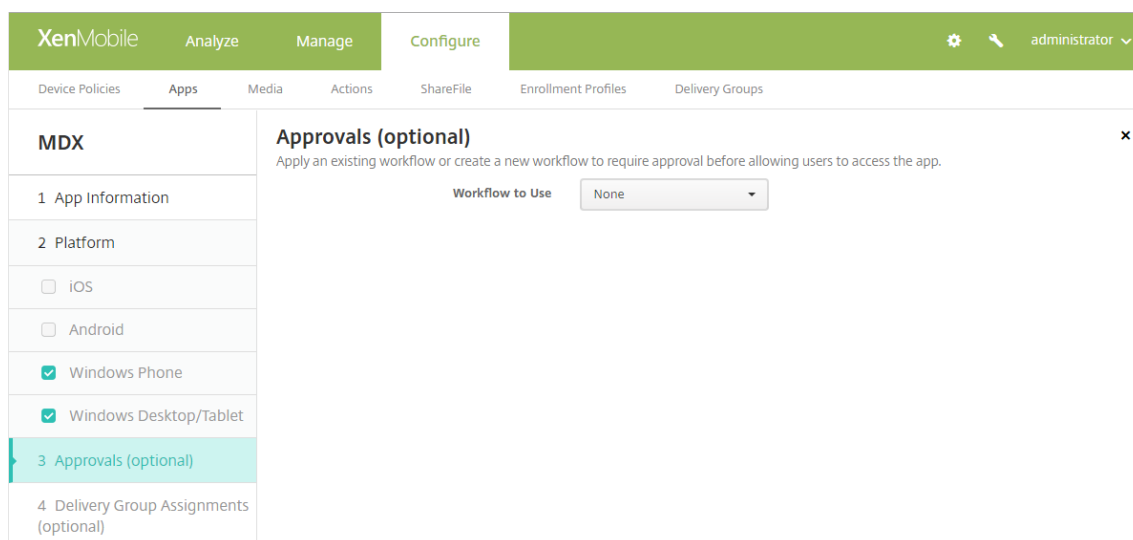 XenMobile Analyze Manage Configure administrator
Device Policies Apps Media Actions ShareFile Enrollment Profiles Delivery Groups
MDX
1 App Information
2 Platform
iOS
Android
Windows Phone
Windows Desktop/Tablet
3 Approvals (optional)
4 Delivery Group Assignments
(optional)
Approvals (optional)
Apply an existing workflow or create a new workflow to require approval before allowing users to access the app.
Workflow to Use None